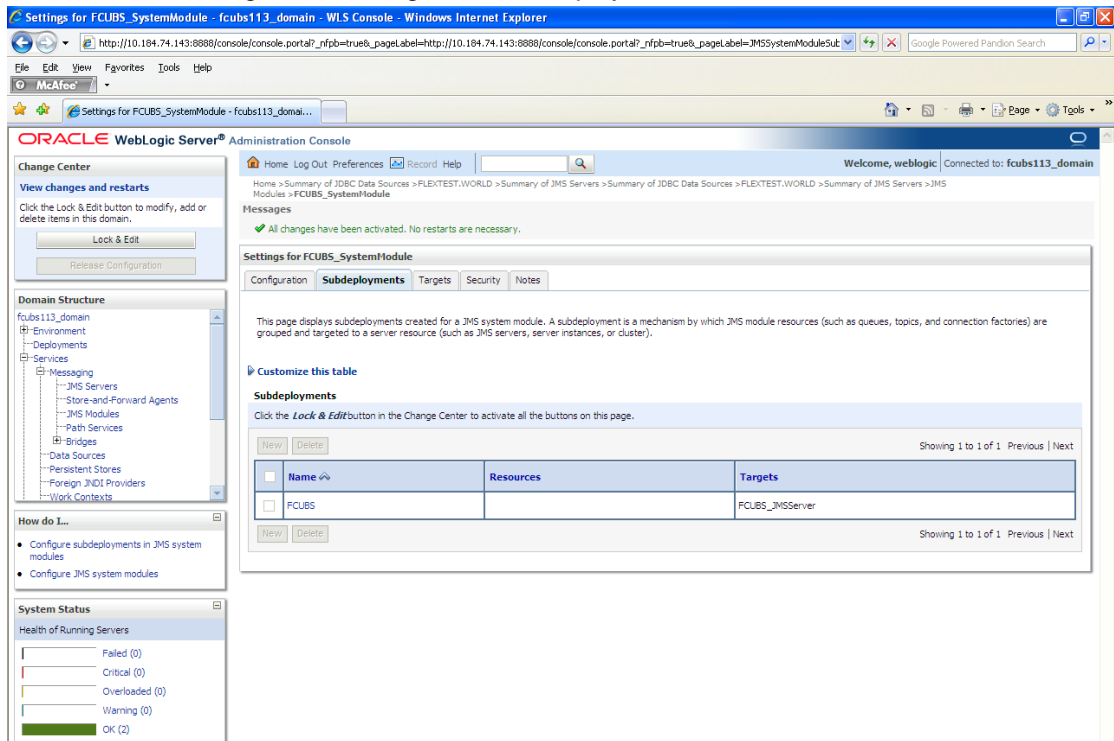 Settings for FCUBS_SystemModule - fcubs113_domain - WLS Console - Windows Internet Explorer
http://10.184.74.143:8888/console/console.portal?_nfpb=true&_pageLabel=http://10.184.74.143:8888/console/console.portal?_nfpb=true&_pageLabel=JMSSystemModuleSub
Google Powered Pandion Search
File Edit View Favorites Tools Help
McAfee
Settings for FCUBS_SystemModule - fcubs113_domai...
Page Tools
ORACLE WebLogic Server® Administration Console
Change Center
View changes and restarts
Click the Lock & Edit button to modify, add or
delete items in this domain.
Lock & Edit
Release Configuration
Domain Structure
fcubs113_domain
Environment
Deployments
Services
Messaging
JMS Servers
Store-and-Forward Agents
JMS Modules
Path Services
Bridges
Data Sources
Persistent Stores
Foreign JNDI Providers
Work Contexts
How do I...
Configure subdeployments in JMS system
modules
Configure JMS system modules
System Status
Health of Running Servers
Failed (0)
Critical (0)
Overloaded (0)
Warning (0)
OK (2)
Home Log Out Preferences Record Help
Welcome, weblogic Connected to: fcubs113_domain
Home >Summary of JDBC Data Sources >FLEXTEST.WORLD >Summary of JMS Servers >Summary of JDBC Data Sources >FLEXTEST.WORLD >Summary of JMS Servers >JMS
Modules >FCUBS_SystemModule
Messages
All changes have been activated. No restarts are necessary.
Settings for FCUBS_SystemModule
Configuration Subdeployments Targets Security Notes
This page displays subdeployments created for a JMS system module. A subdeployment is a mechanism by which JMS module resources (such as queues, topics, and connection factories) are
grouped and targeted to a server resource (such as JMS servers, server instances, or cluster).
Customize this table
Subdeployments
Click the Lock & Edit button in the Change Center to activate all the buttons on this page.
New Delete
Showing 1 to 1 of 1 Previous | Next
Name Resources Targets
FCUBS FCUBS_JMSServer
New Delete
Showing 1 to 1 of 1 Previous | Next